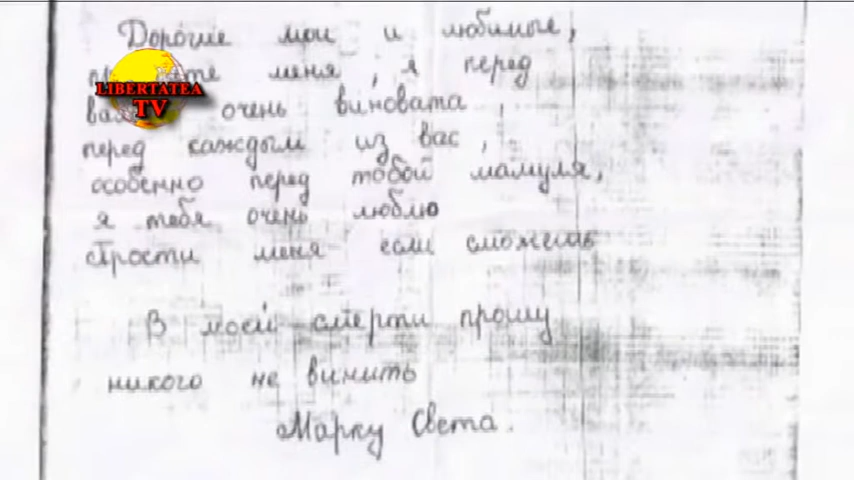 Дорогие мои и любимые,
меня, я перед
LIBERTATEA
TV
очень виновата,
перед каждым из вас,
особенно перед тобой мамуля,
я тебя очень люблю
Прости меня если сможешь
В моей смерти прошу
никого не винить
Марку Света.